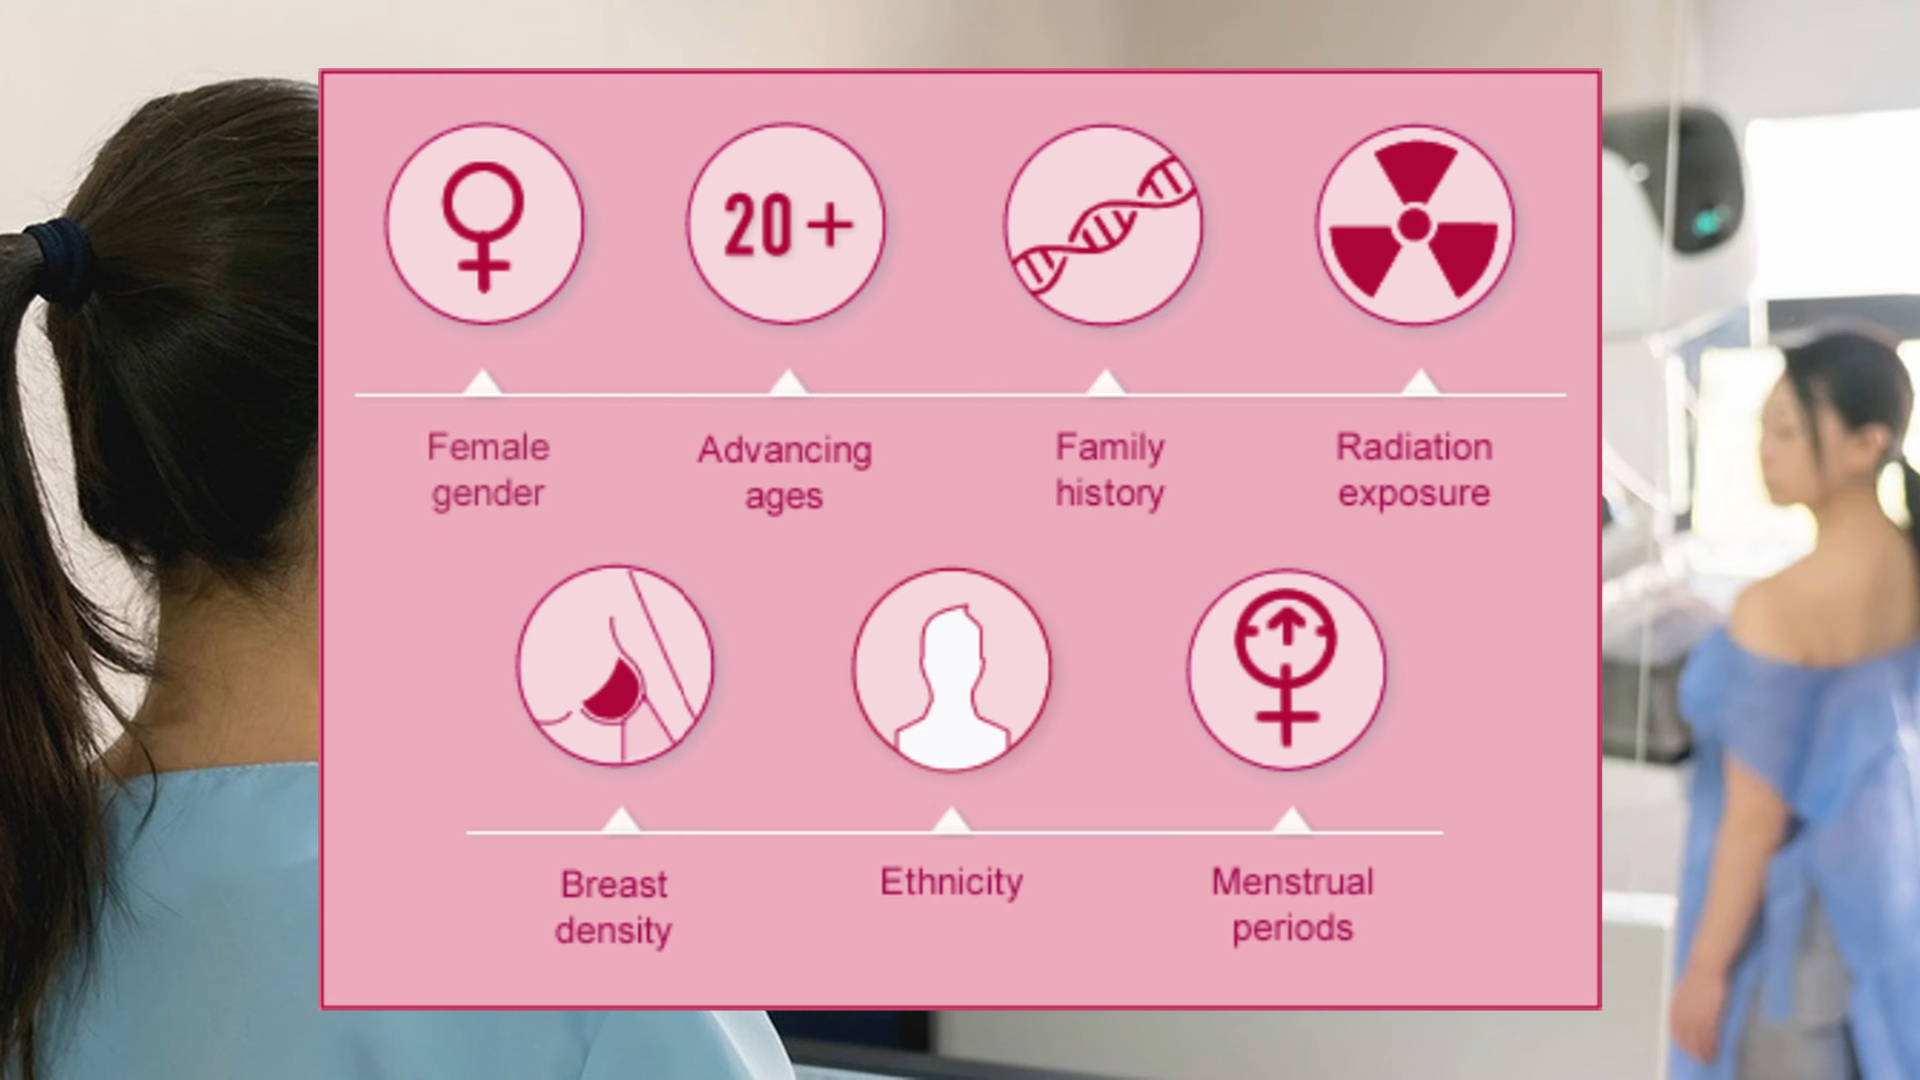 20+
Female
gender
Advancing
ages
Family
history
Radiation
exposure
Breast
density
Ethnicity
Menstrual
periods